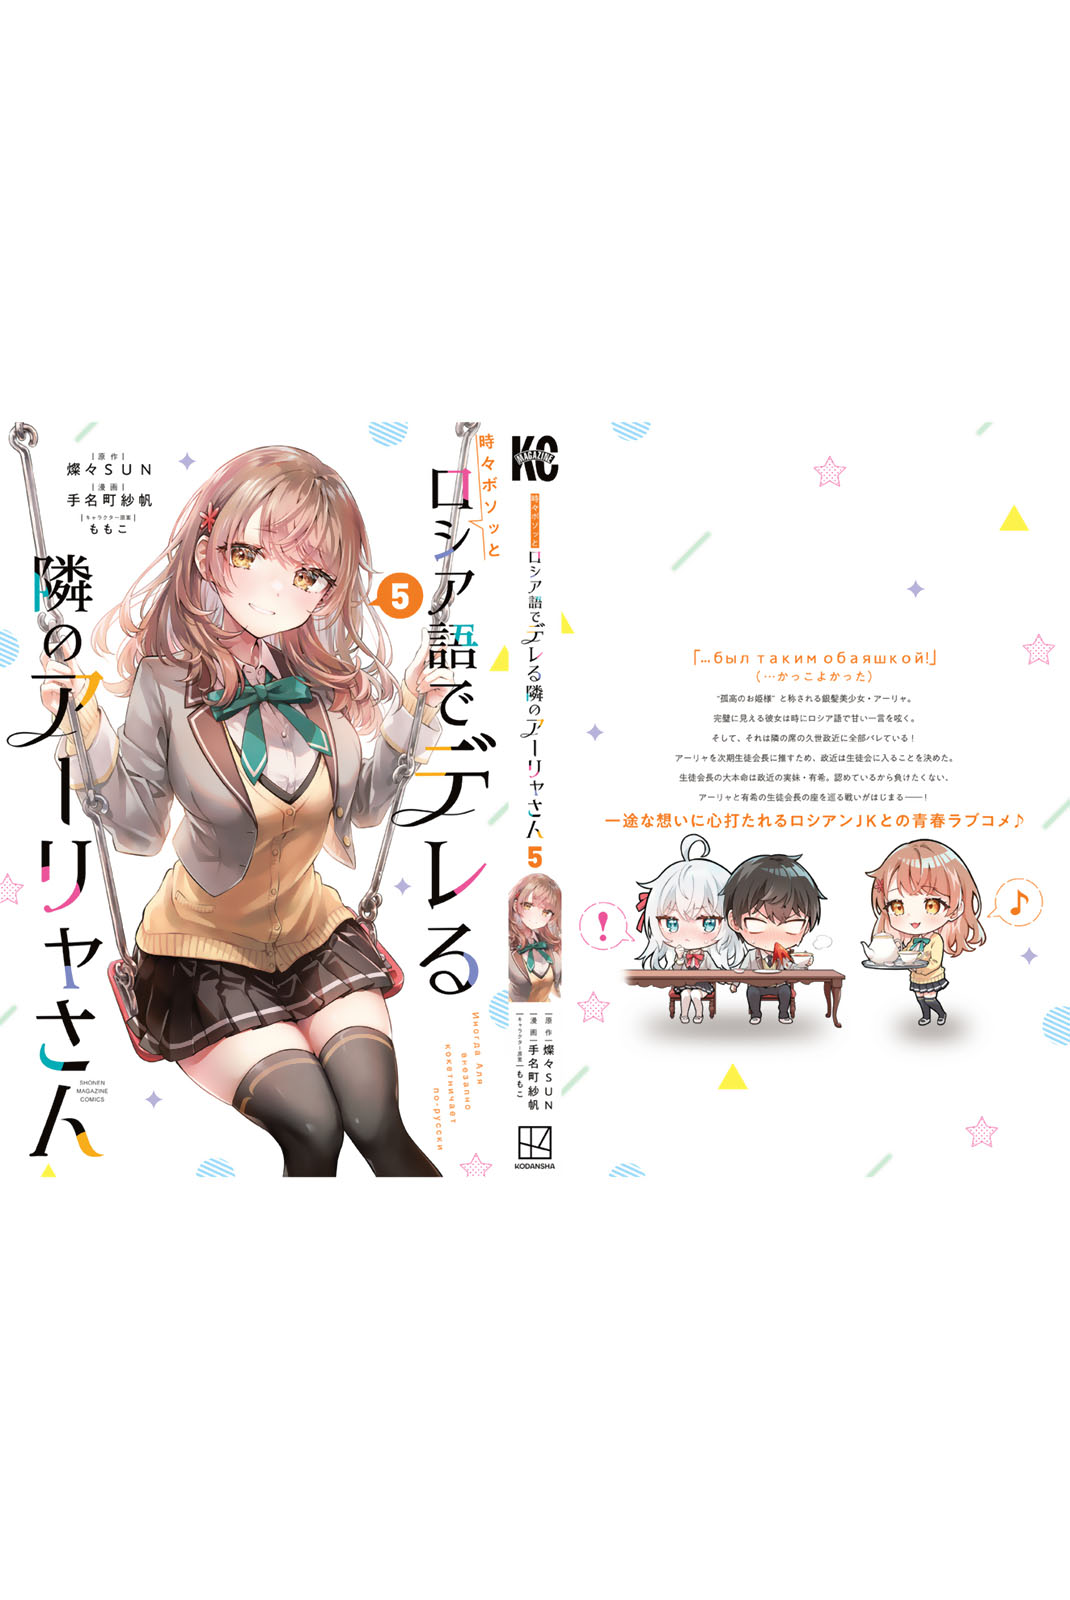 原作
燦々SUN
漫画
手名町紗帆
キャラクター原案
ももこ
時々ボソッと
ロシア語でデレる
隣のアーリャさん
5
SHONEN
MAGAZINE
COMICS
Иногда Аля
внезапно
кокетничает
по-русски
KC
MAGAZINE
時々ボソッと
ロシア語でデレる隣のアーリャさん
5
原作 燦々SUN
漫画 手名町紗帆
キャラクター原案 ももこ
KODANSHA
「…был таким обаяшкой!」
(…かっこよかった)
“孤高のお姫様” と称される銀髪美少女・アーリャ。
完璧に見える彼女は時にロシア語で甘い一言を呟く。
そして、それは隣の席の久世政近に全部バレている！
アーリャを次期生徒会長に推すため、政近は生徒会に入ることを決めた。
生徒会長の大本命は政近の実妹・有希。認めているから負けたくない、
アーリャと有希の生徒会長の座を巡る戦いがはじまる――！
一途な想いに心打たれるロシアンJKとの青春ラブコメ♪
!
♪